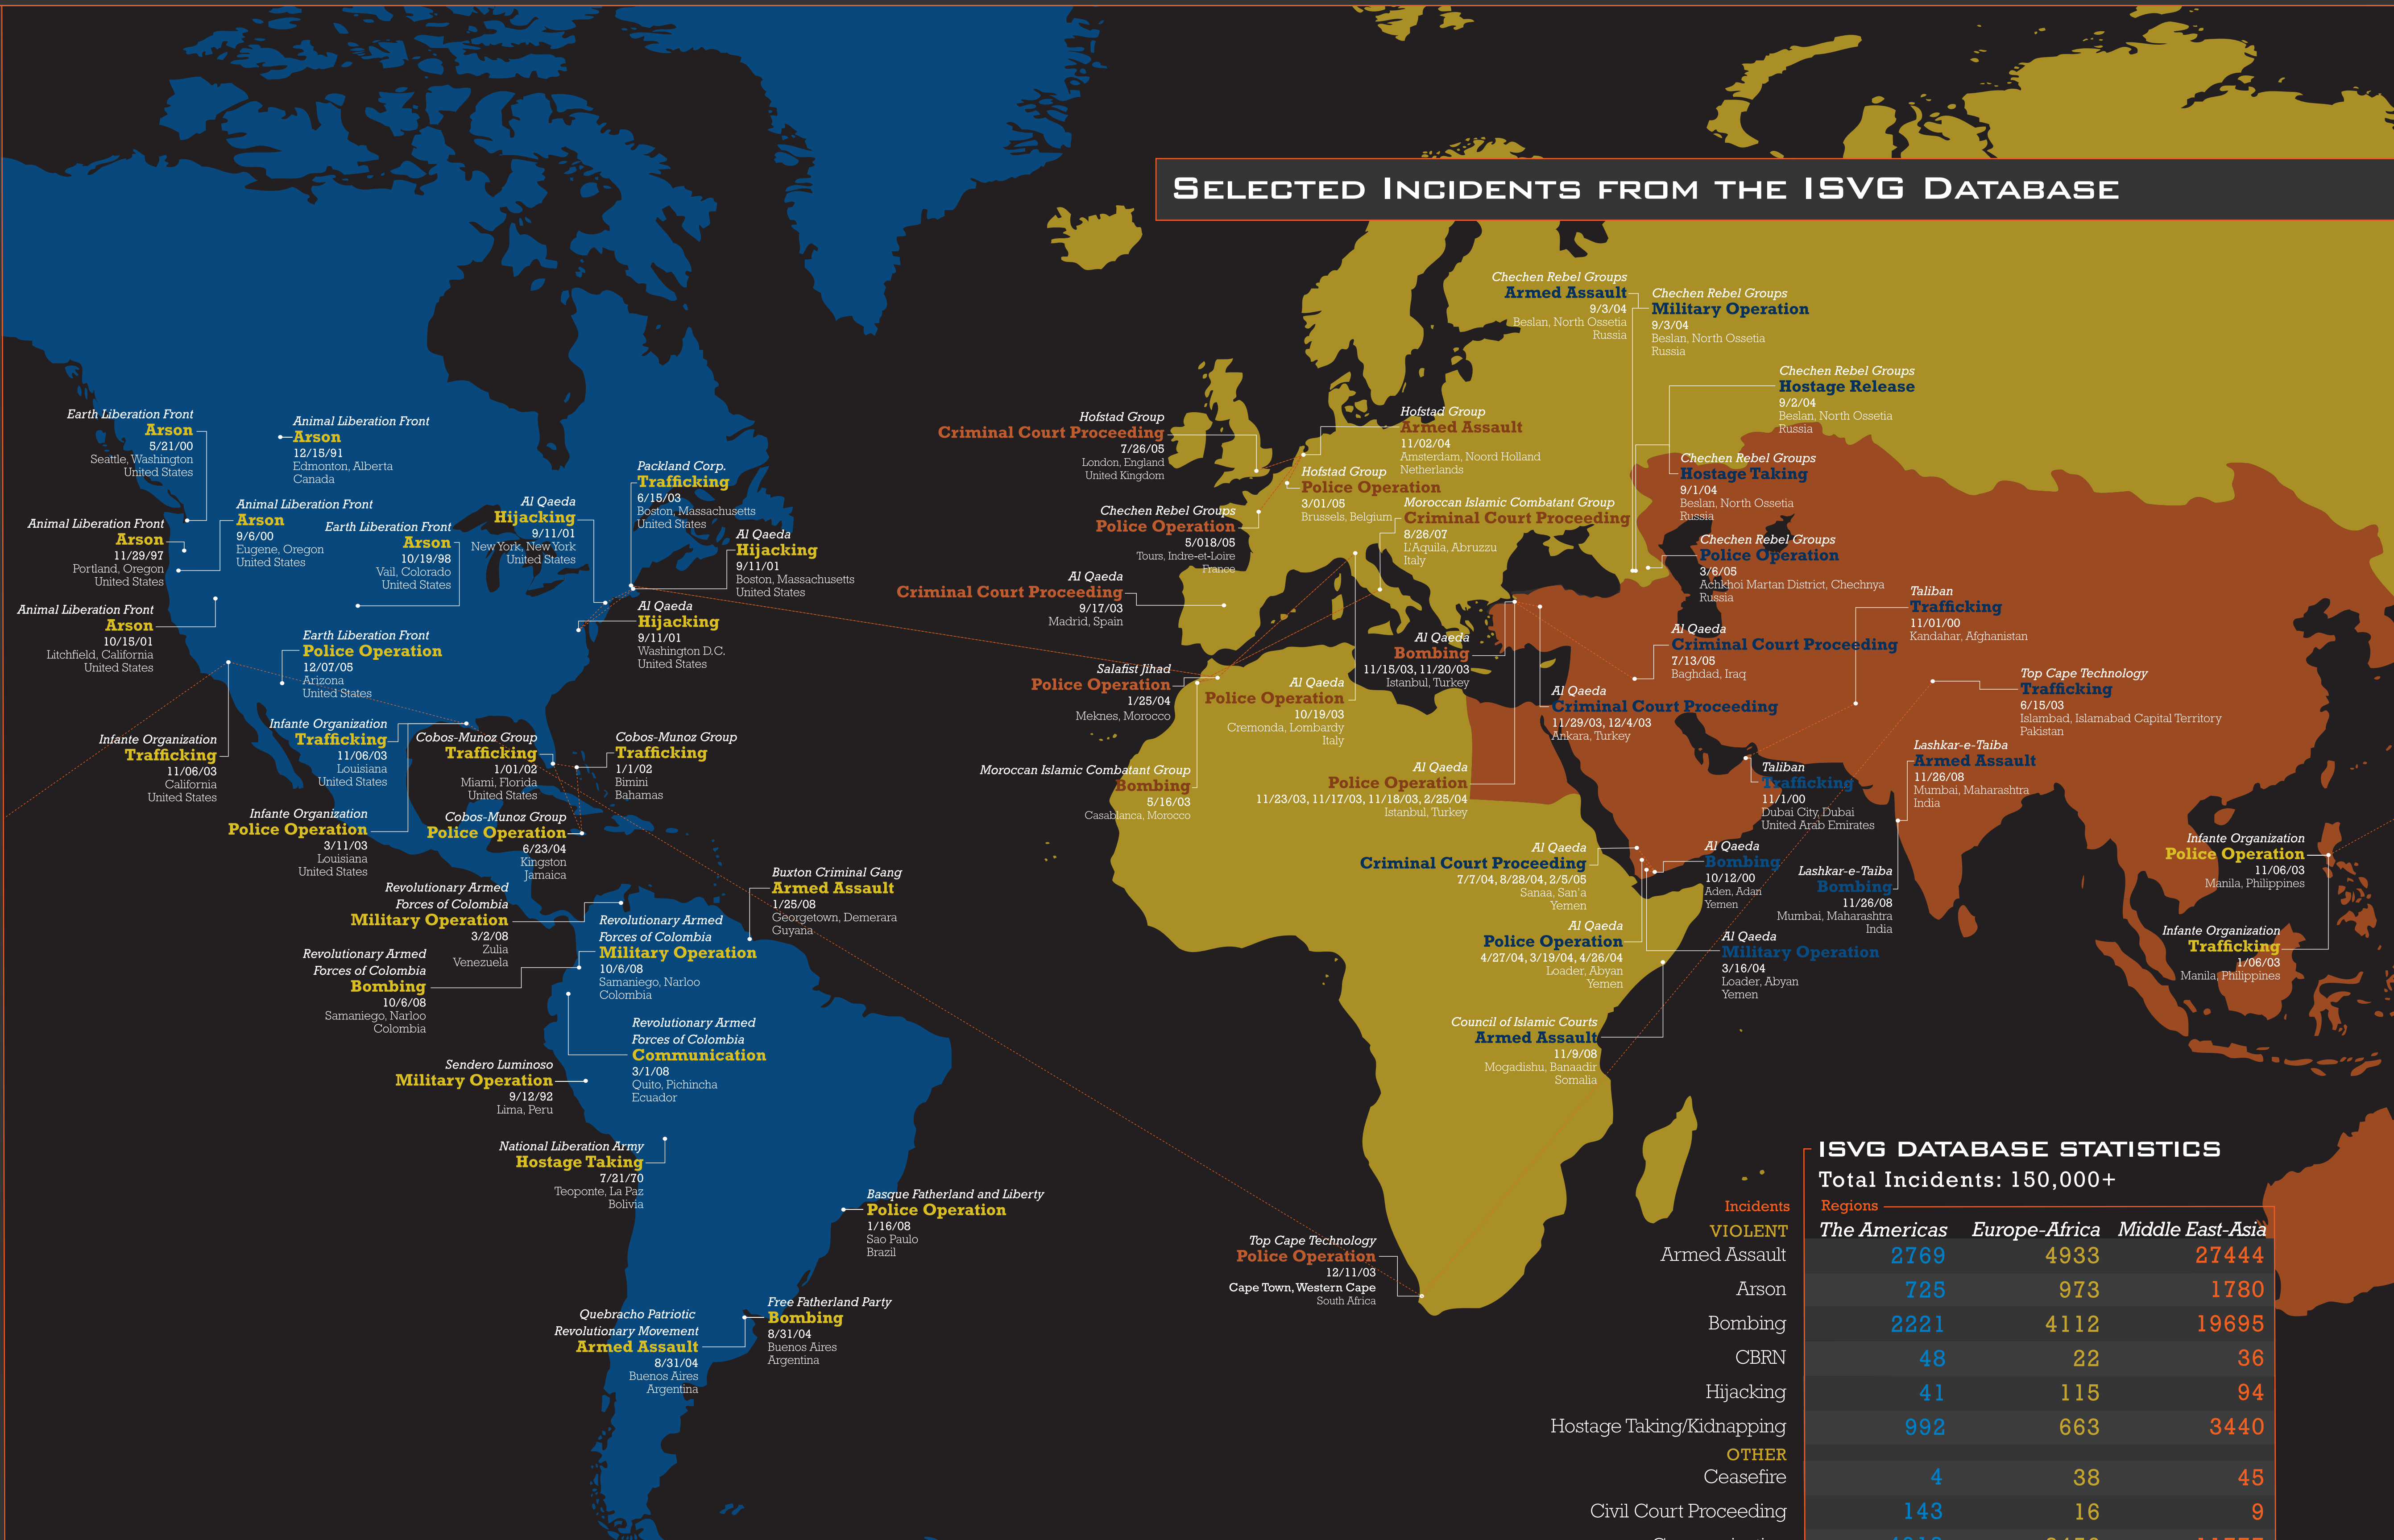 SELECTED INCIDENTS FROM THE ISVG DATABASE
Earth Liberation Front
Arson
5/21/00
Seattle, Washington
United States
Animal Liberation Front
Arson
12/15/91
Edmonton, Alberta
Canada
Animal Liberation Front
Arson
11/29/97
Portland, Oregon
United States
Animal Liberation Front
Arson
9/6/00
Eugene, Oregon
United States
Earth Liberation Front
Arson
10/19/98
Vail, Colorado
United States
Al Qaeda
Hijacking
9/11/01
New York, New York
United States
Packland Corp.
Trafficking
6/15/03
Boston, Massachusetts
United States
Al Qaeda
Hijacking
9/11/01
Boston, Massachusetts
United States
Al Qaeda
Hijacking
9/11/01
Washington D.C.
United States
Animal Liberation Front
Arson
10/15/01
Litchfield, California
United States
Earth Liberation Front
Police Operation
12/07/05
Arizona
United States
Infante Organization
Trafficking
11/06/03
California
United States
Infante Organization
Trafficking
11/06/03
Louisiana
United States
Cobos-Munoz Group
Trafficking
1/01/02
Miami, Florida
United States
Cobos-Munoz Group
Trafficking
1/1/02
Bimini
Bahamas
Infante Organization
Police Operation
3/11/03
Louisiana
United States
Cobos-Munoz Group
Police Operation
6/23/04
Kingston
Jamaica
Revolutionary Armed
Forces of Colombia
Military Operation
3/2/08
Zulia
Venezuela
Buxton Criminal Gang
Armed Assault
1/25/08
Georgetown, Demerara
Guyana
Revolutionary Armed
Forces of Colombia
Military Operation
10/6/08
Samaniego, Narloo
Colombia
Revolutionary Armed
Forces of Colombia
Bombing
10/6/08
Samaniego, Narloo
Colombia
Revolutionary Armed
Forces of Colombia
Communication
3/1/08
Quito, Pichincha
Ecuador
Sendero Luminoso
Military Operation
9/12/92
Lima, Peru
National Liberation Army
Hostage Taking
7/21/70
Teoponte, La Paz
Bolivia
Basque Fatherland and Liberty
Police Operation
1/16/08
Sao Paulo
Brazil
Free Fatherland Party
Bombing
8/31/04
Buenos Aires
Argentina
Quebracho Patriotic
Revolutionary Movement
Armed Assault
8/31/04
Buenos Aires
Argentina
Chechen Rebel Groups
Armed Assault
9/3/04
Beslan, North Ossetia
Russia
Chechen Rebel Groups
Military Operation
9/3/04
Beslan, North Ossetia
Russia
Chechen Rebel Groups
Hostage Release
9/2/04
Beslan, North Ossetia
Russia
Chechen Rebel Groups
Hostage Taking
9/1/04
Beslan, North Ossetia
Russia
Chechen Rebel Groups
Police Operation
3/6/05
Achkhoi Martan District, Chechnya
Russia
Hofstad Group
Criminal Court Proceeding
7/26/05
London, England
United Kingdom
Hofstad Group
Armed Assault
11/02/04
Amsterdam, Noord Holland
Netherlands
Hofstad Group
Police Operation
3/01/05
Brussels, Belgium
Moroccan Islamic Combatant Group
Criminal Court Proceeding
8/26/07
L'Aquila, Abruzzu
Italy
Chechen Rebel Groups
Police Operation
5/018/05
Tours, Indre-et-Loire
France
Al Qaeda
Criminal Court Proceeding
9/17/03
Madrid, Spain
Al Qaeda
Bombing
11/15/03, 11/20/03
Istanbul, Turkey
Al Qaeda
Criminal Court Proceeding
7/13/05
Baghdad, Iraq
Taliban
Trafficking
11/01/00
Kandahar, Afghanistan
Salafist Jihad
Police Operation
1/25/04
Meknes, Morocco
Al Qaeda
Police Operation
10/19/03
Cremonda, Lombardy
Italy
Al Qaeda
Criminal Court Proceeding
11/29/03, 12/4/03
Ankara, Turkey
Top Cape Technology
Trafficking
6/15/03
Islambad, Islamabad Capital Territory
Pakistan
Moroccan Islamic Combatant Group
Bombing
5/16/03
Casablanca, Morocco
Al Qaeda
Police Operation
11/23/03, 11/17/03, 11/18/03, 2/25/04
Istanbul, Turkey
Taliban
Trafficking
11/1/00
Dubai City, Dubai
United Arab Emirates
Lashkar-e-Taiba
Armed Assault
11/26/08
Mumbai, Maharashtra
India
Al Qaeda
Criminal Court Proceeding
7/7/04, 8/28/04, 2/5/05
Sanaa, San'a
Yemen
Al Qaeda
Bombing
10/12/00
Aden, Adan
Yemen
Lashkar-e-Taiba
Bombing
11/26/08
Mumbai, Maharashtra
India
Infante Organization
Police Operation
11/06/03
Manila, Philippines
Al Qaeda
Police Operation
4/27/04, 3/19/04, 4/26/04
Loader, Abyan
Yemen
Al Qaeda
Military Operation
3/16/04
Loader, Abyan
Yemen
Infante Organization
Trafficking
1/06/03
Manila, Philippines
Council of Islamic Courts
Armed Assault
11/9/08
Mogadishu, Banaadir
Somalia
Top Cape Technology
Police Operation
12/11/03
Cape Town, Western Cape
South Africa
ISVG DATABASE STATISTICS
Total Incidents: 150,000+
Incidents Regions
VIOLENT The Americas Europe-Africa Middle East-Asia
Armed Assault 2769 4933 27444
Arson 725 973 1780
Bombing 2221 4112 19695
CBRN 48 22 36
Hijacking 41 115 94
Hostage Taking/Kidnapping 992 663 3440
OTHER
Ceasefire 4 38 45
Civil Court Proceeding 143 16 9